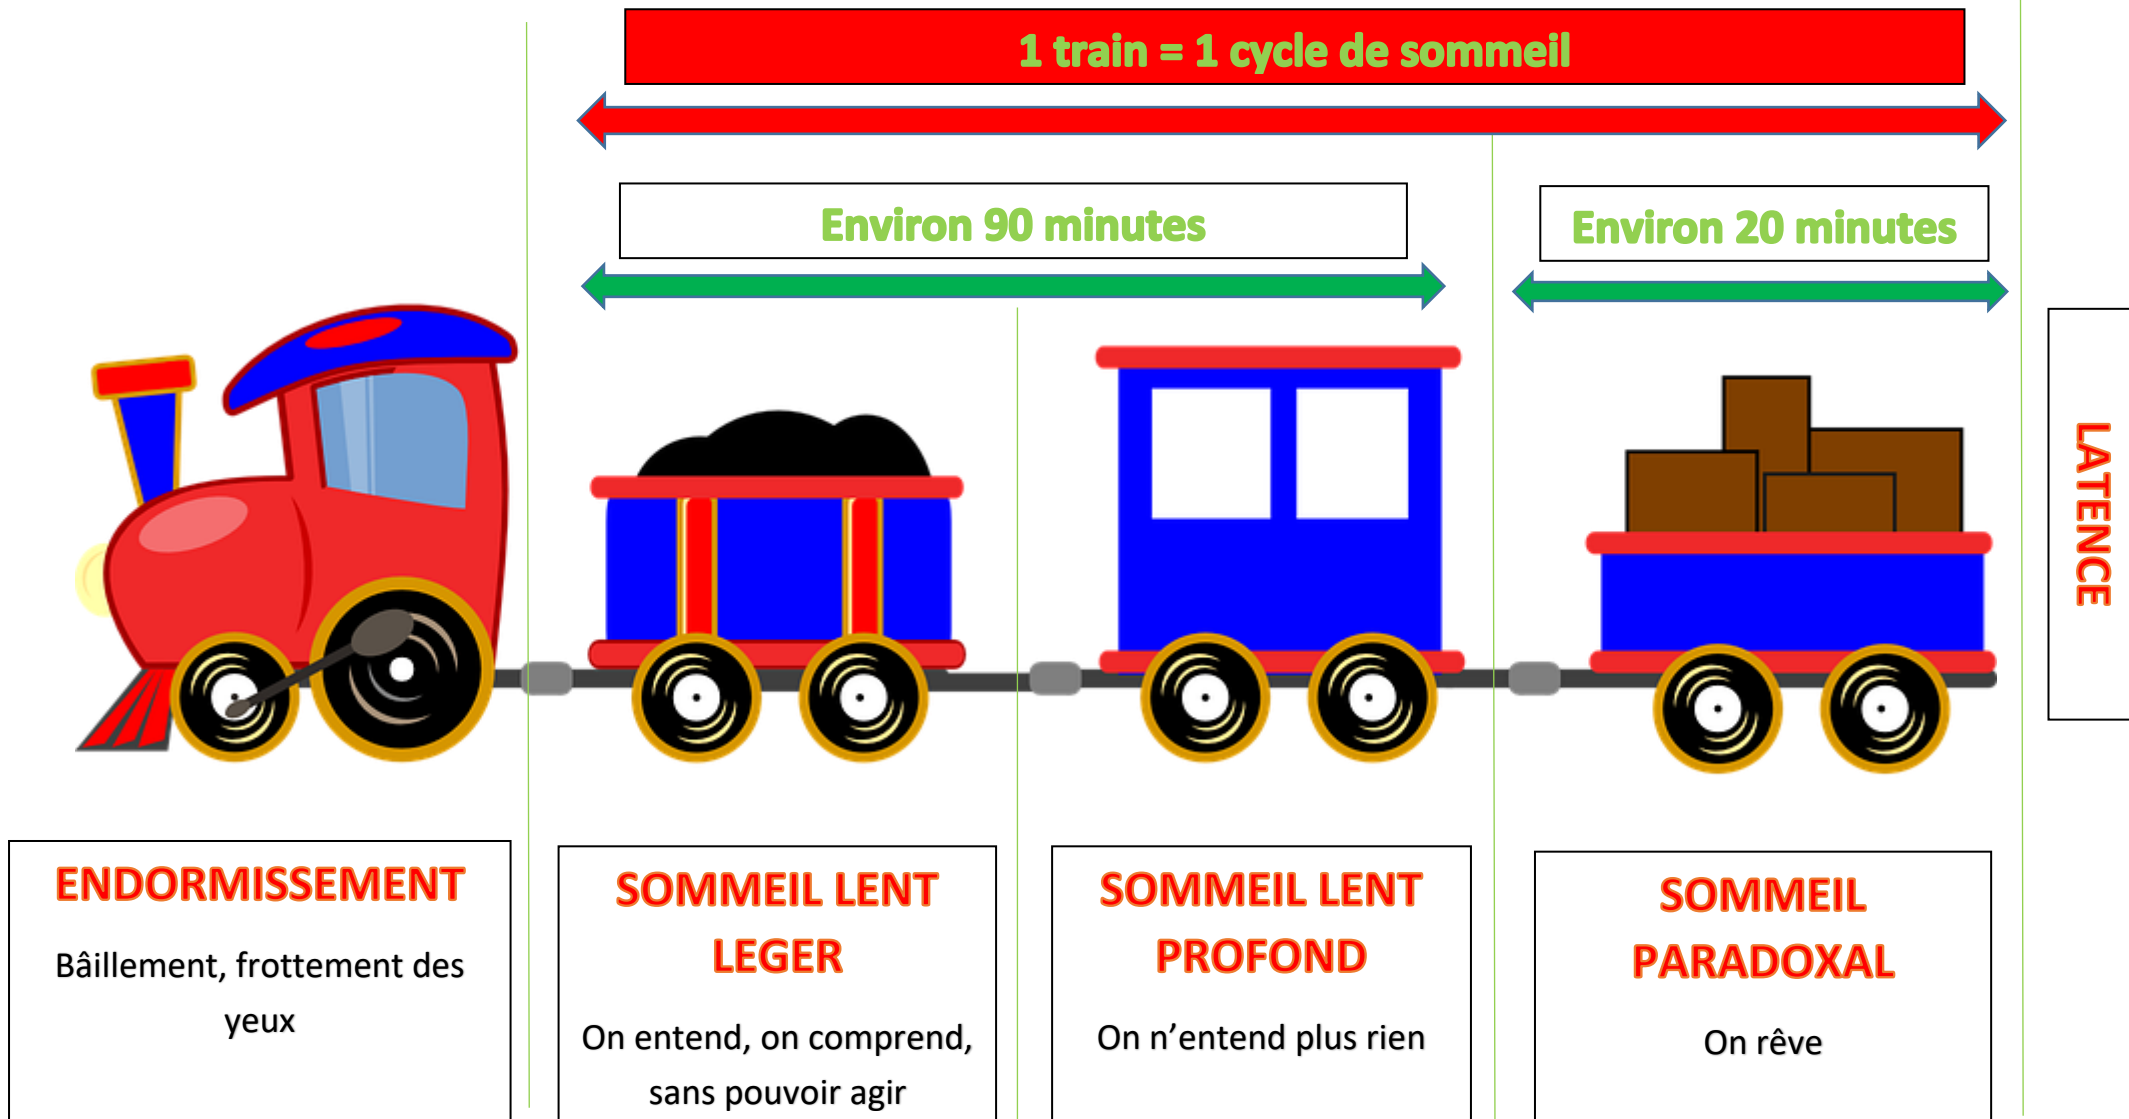 1 train = 1 cycle de sommeil
Environ 90 minutes
Environ 20 minutes
LATENCE
ENDORMISSEMENT
Bâillement, frottement des
yeux
SOMMEIL LENT
LEGER
On entend, on comprend,
sans pouvoir agir
SOMMEIL LENT
PROFOND
On n’entend plus rien
SOMMEIL
PARADOXAL
On rêve